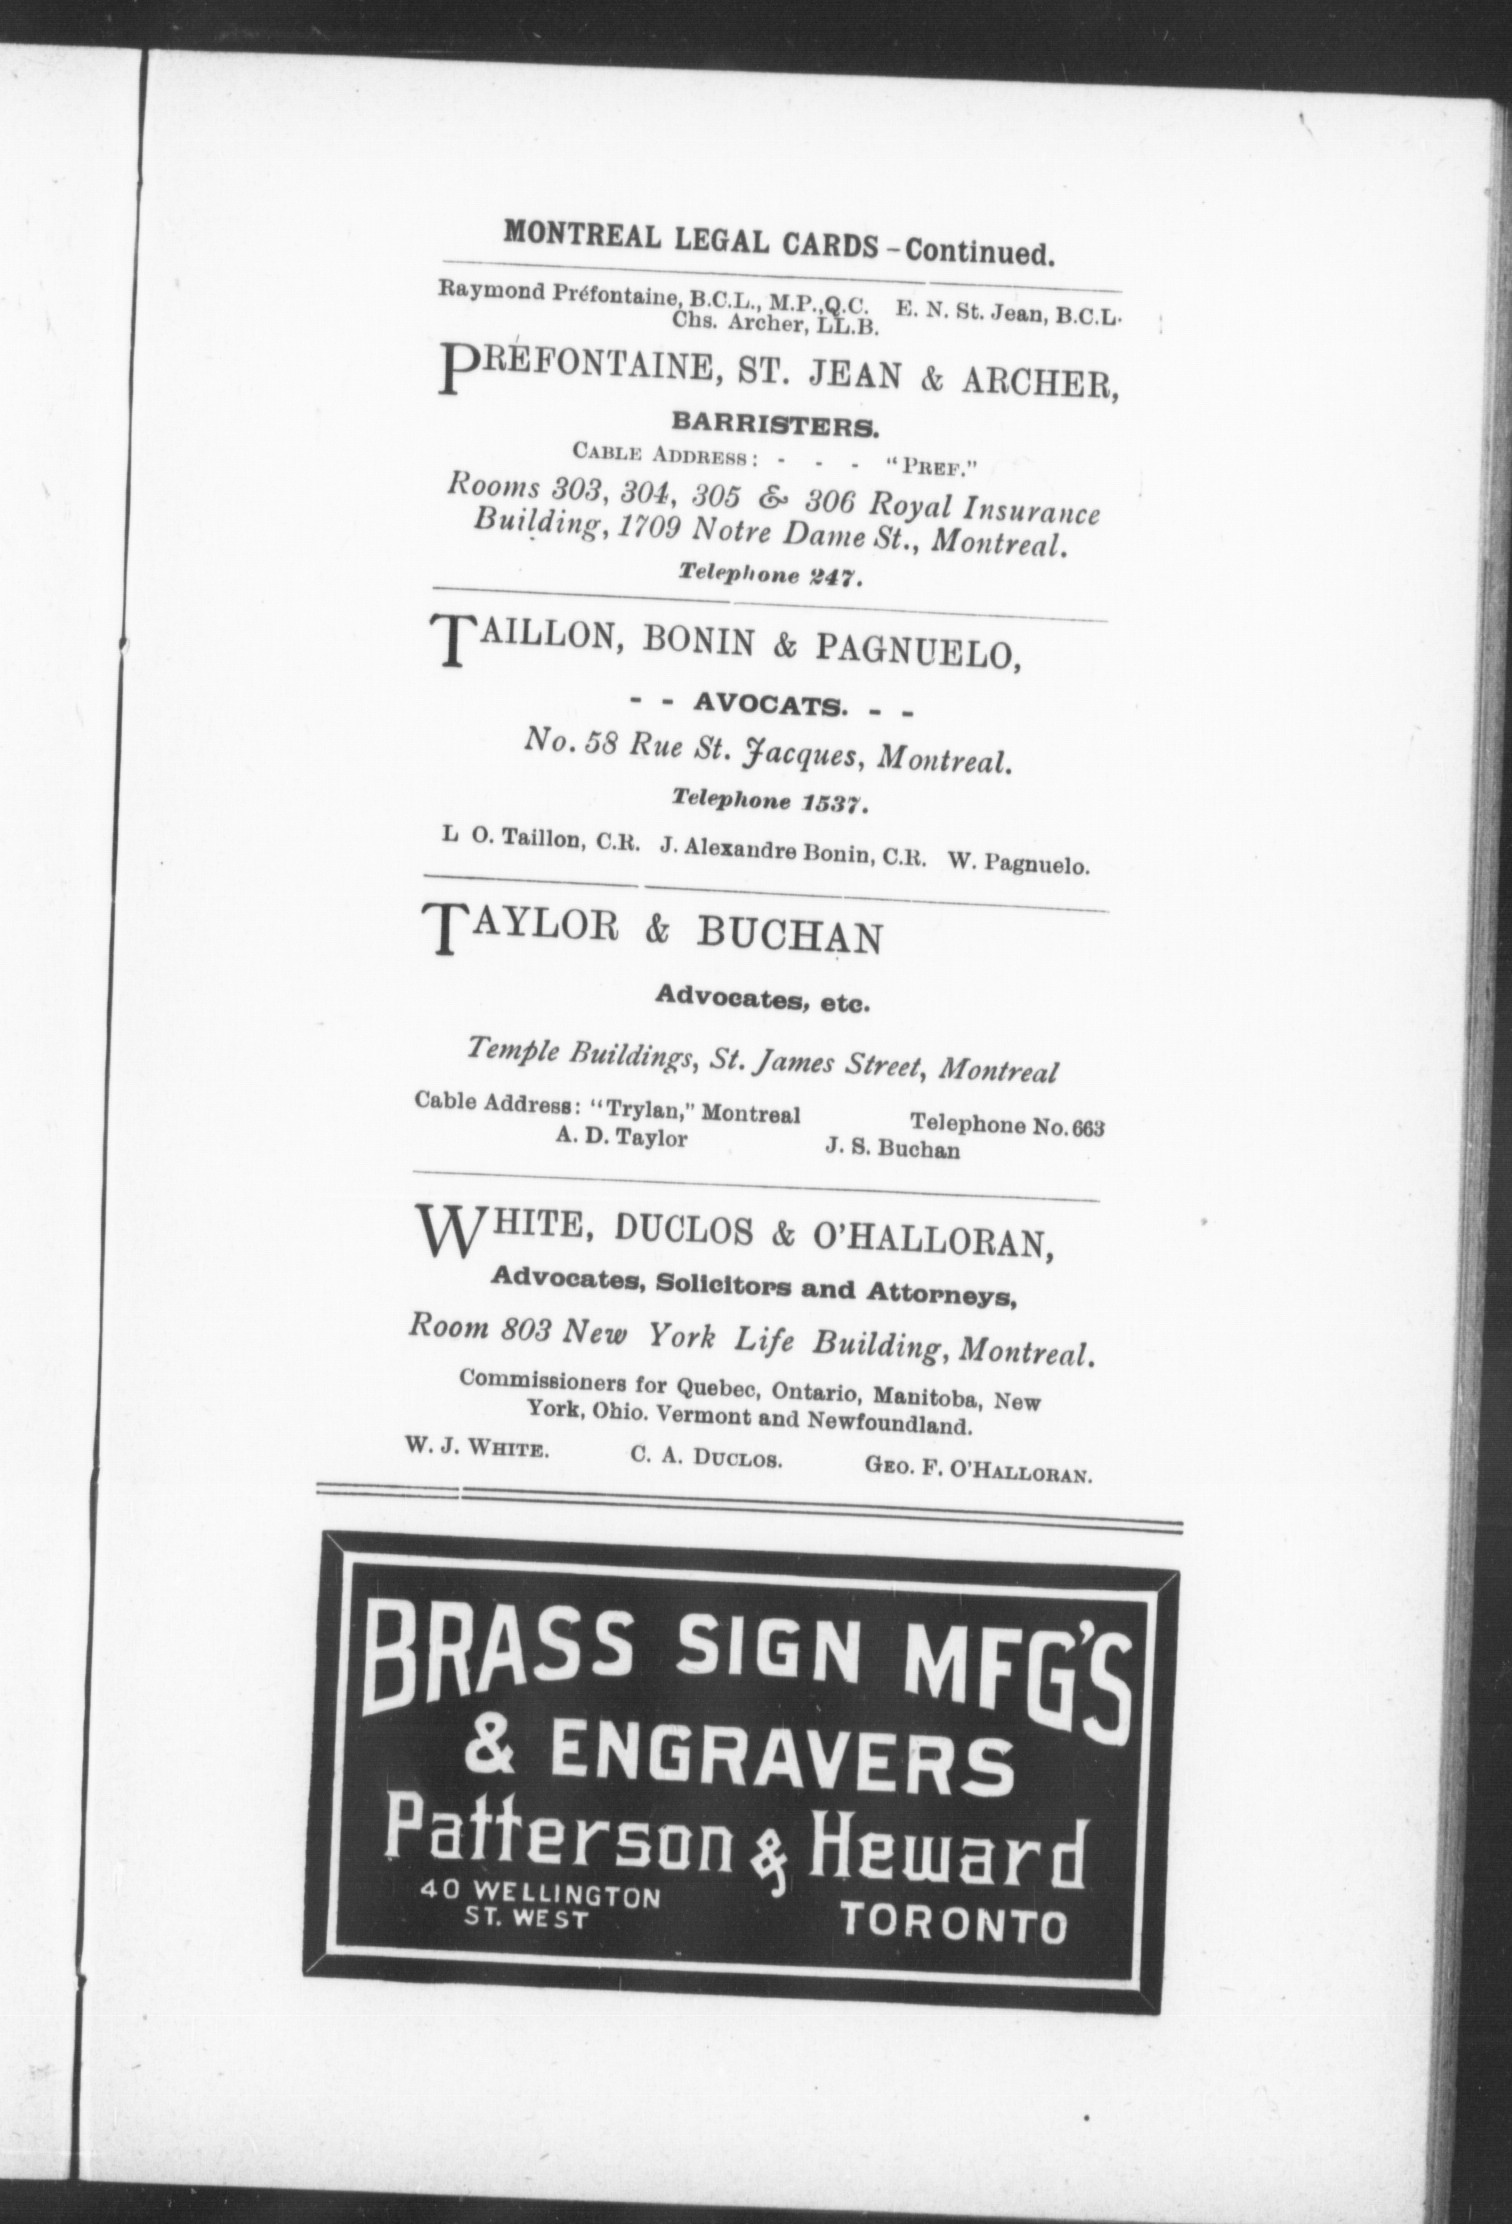 MONTREAL LEGAL CARDS – Continued.
Raymond Préfontaine, B.C.L., M.P., Q.C. E. N. St. Jean, B.C.L.
Chs. Archer, LL.B.
PRÉFONTAINE, ST. JEAN & ARCHER,
BARRISTERS.
CABLE ADDRESS: - - - "PREF."
Rooms 303, 304, 305 & 306 Royal Insurance
Building, 1709 Notre Dame St., Montreal.
Telephone 247.
TAILLON, BONIN & PAGNUELO,
- - AVOCATS. - -
No. 58 Rue St. Jacques, Montreal.
Telephone 1537.
L O. Taillon, C.R. J. Alexandre Bonin, C.R. W. Pagnuelo.
TAYLOR & BUCHAN
Advocates, etc.
Temple Buildings, St. James Street, Montreal
Cable Address: "Trylan," Montreal Telephone No. 663
A. D. Taylor J. S. Buchan
WHITE, DUCLOS & O'HALLORAN,
Advocates, Solicitors and Attorneys,
Room 803 New York Life Building, Montreal.
Commissioners for Quebec, Ontario, Manitoba, New
York, Ohio. Vermont and Newfoundland.
W. J. WHITE. C. A. DUCLOS. GEO. F. O'HALLORAN.
BRASS SIGN MFG'S
& ENGRAVERS
Patterson & Heward
40 WELLINGTON
ST. WEST
TORONTO